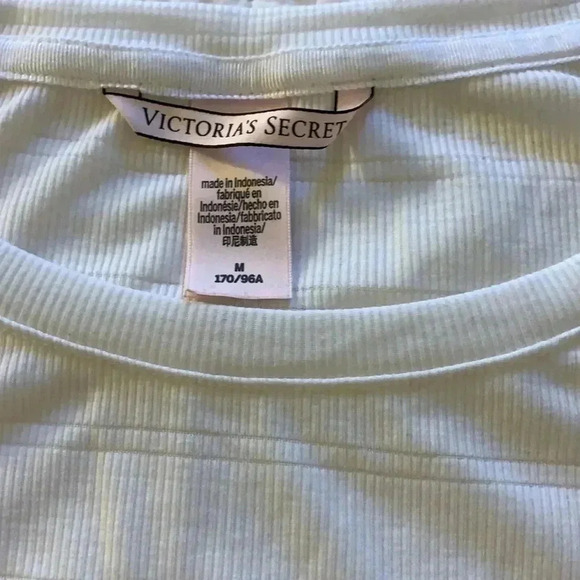 VICTORIA'S SECRET
made in Indonesia/
fabriqué en
Indonésie/hecho en
Indonesia/fabbricato
in Indonesia/
印尼制造
M
170/96A